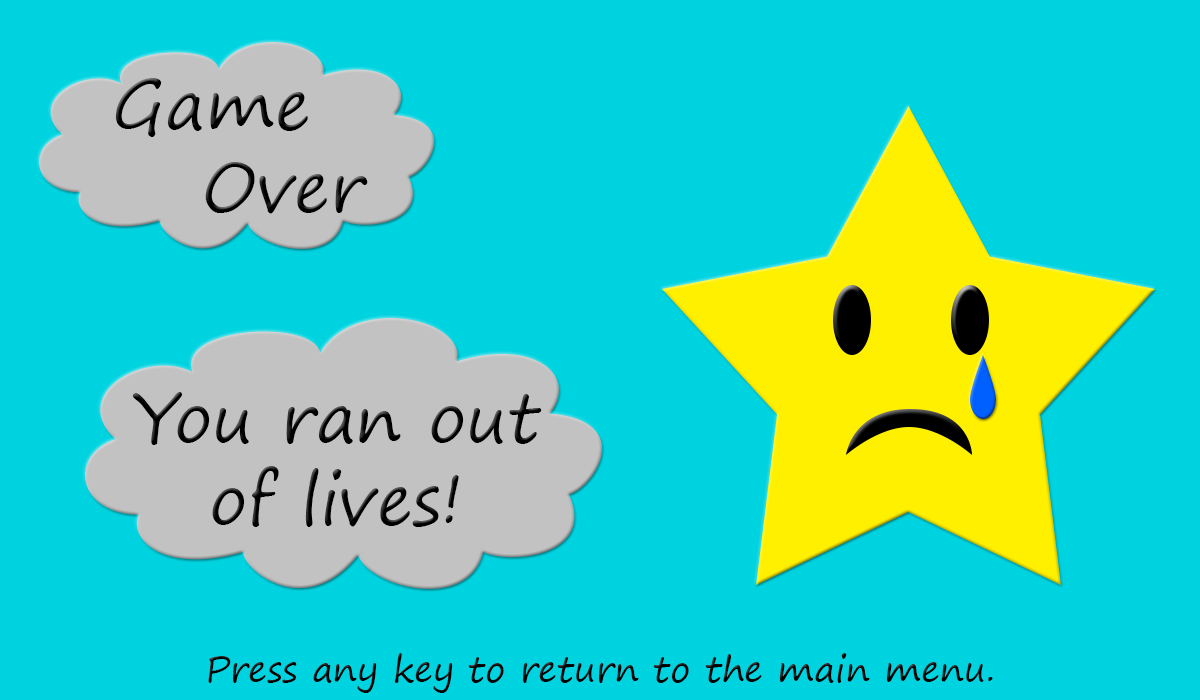 Game
Over
You ran out
of lives!
Press any key to return to the main menu.